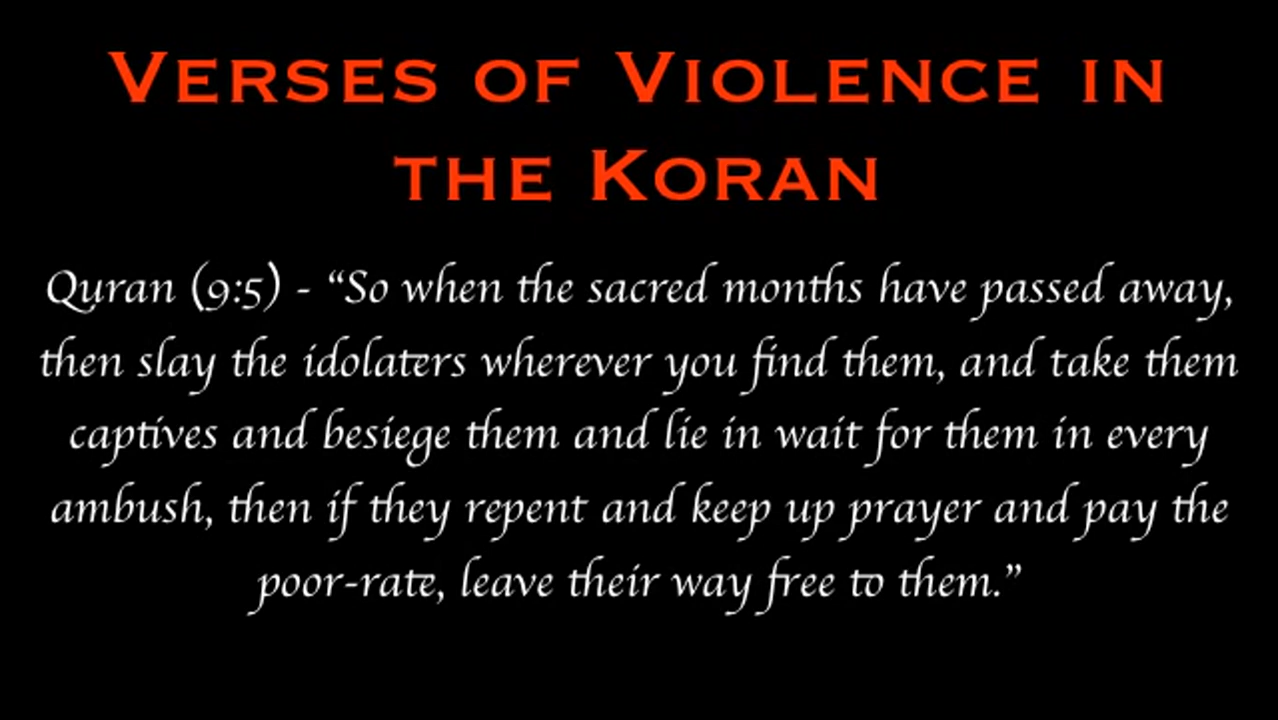 VERSES OF VIOLENCE IN
THE KORAN
Quran (9:5) - “So when the sacred months have passed away,
then slay the idolaters wherever you find them, and take them
captives and besiege them and lie in wait for them in every
ambush, then if they repent and keep up prayer and pay the
poor-rate, leave their way free to them.”